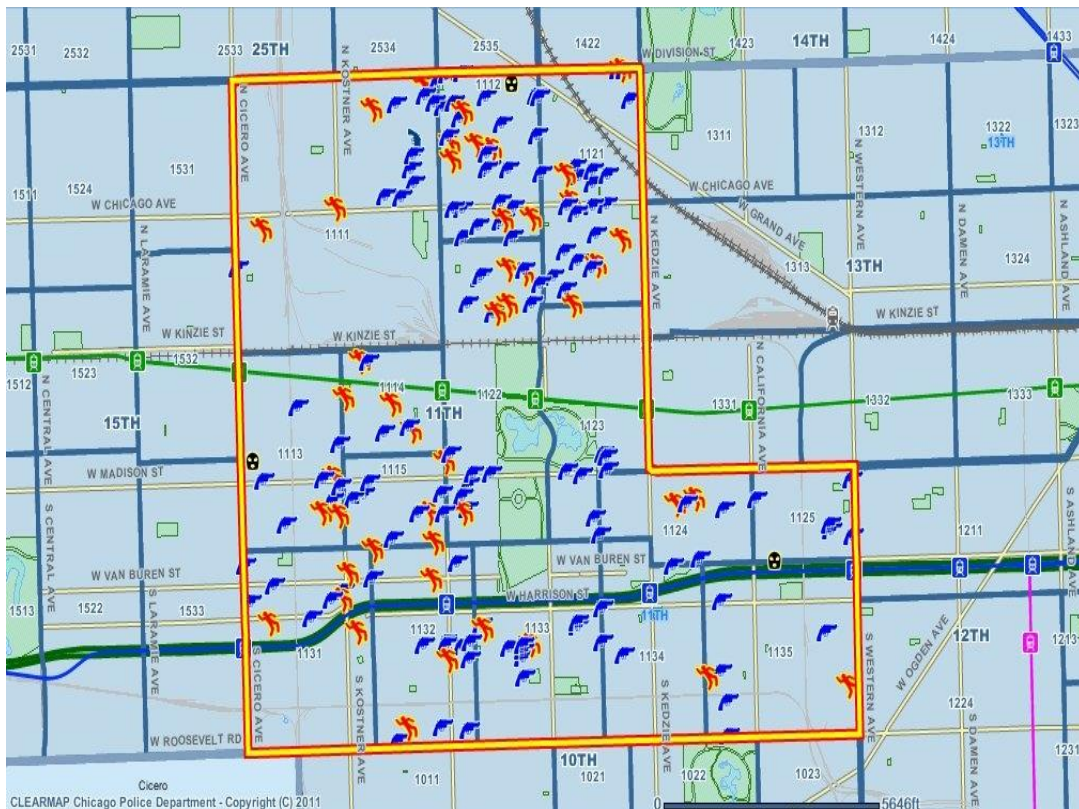 25TH
14TH
2531
2532
2533
2534
2535
1422
1423
1424
1433
W DIVISION ST
1112
N CICERO AVE
N KOSTNER AVE
1311
1312
1322
13TH
1323
1531
1121
1511
1524
W CHICAGO AVE
W CHICAGO AVE
N LARAMIE AVE
1111
W GRAND AVE
N KEDZIE AVE
N WESTERN AVE
N DAMEN AVE
N ASHLAND AVE
1313
13TH
1324
W KINZIE ST
W KINZIE ST
W KINZIE ST
1512
1523
1532
1114
1122
N CALIFORNIA AVE
1331
1332
1333
N CENTRAL AVE
15TH
11TH
1123
1113
1115
W MADISON ST
S CENTRAL AVE
1124
1125
1211
S ASHLAND AVE
W VAN BUREN ST
W VAN BUREN ST
W HARRISON ST
1513
1522
1533
S LARAMIE AVE
11TH
1131
1132
1133
1134
1135
S CICERO AVE
S KOSTNER AVE
S KEDZIE AVE
S WESTERN AVE
W OGDEN AVE
12TH
1213
1224
S DAMEN AVE
W ROOSEVELT RD
10TH
1011
1021
1022
1023
1231
Cicero
CLEARMAP Chicago Police Department - Copyright (C) 2011
0
5646ft